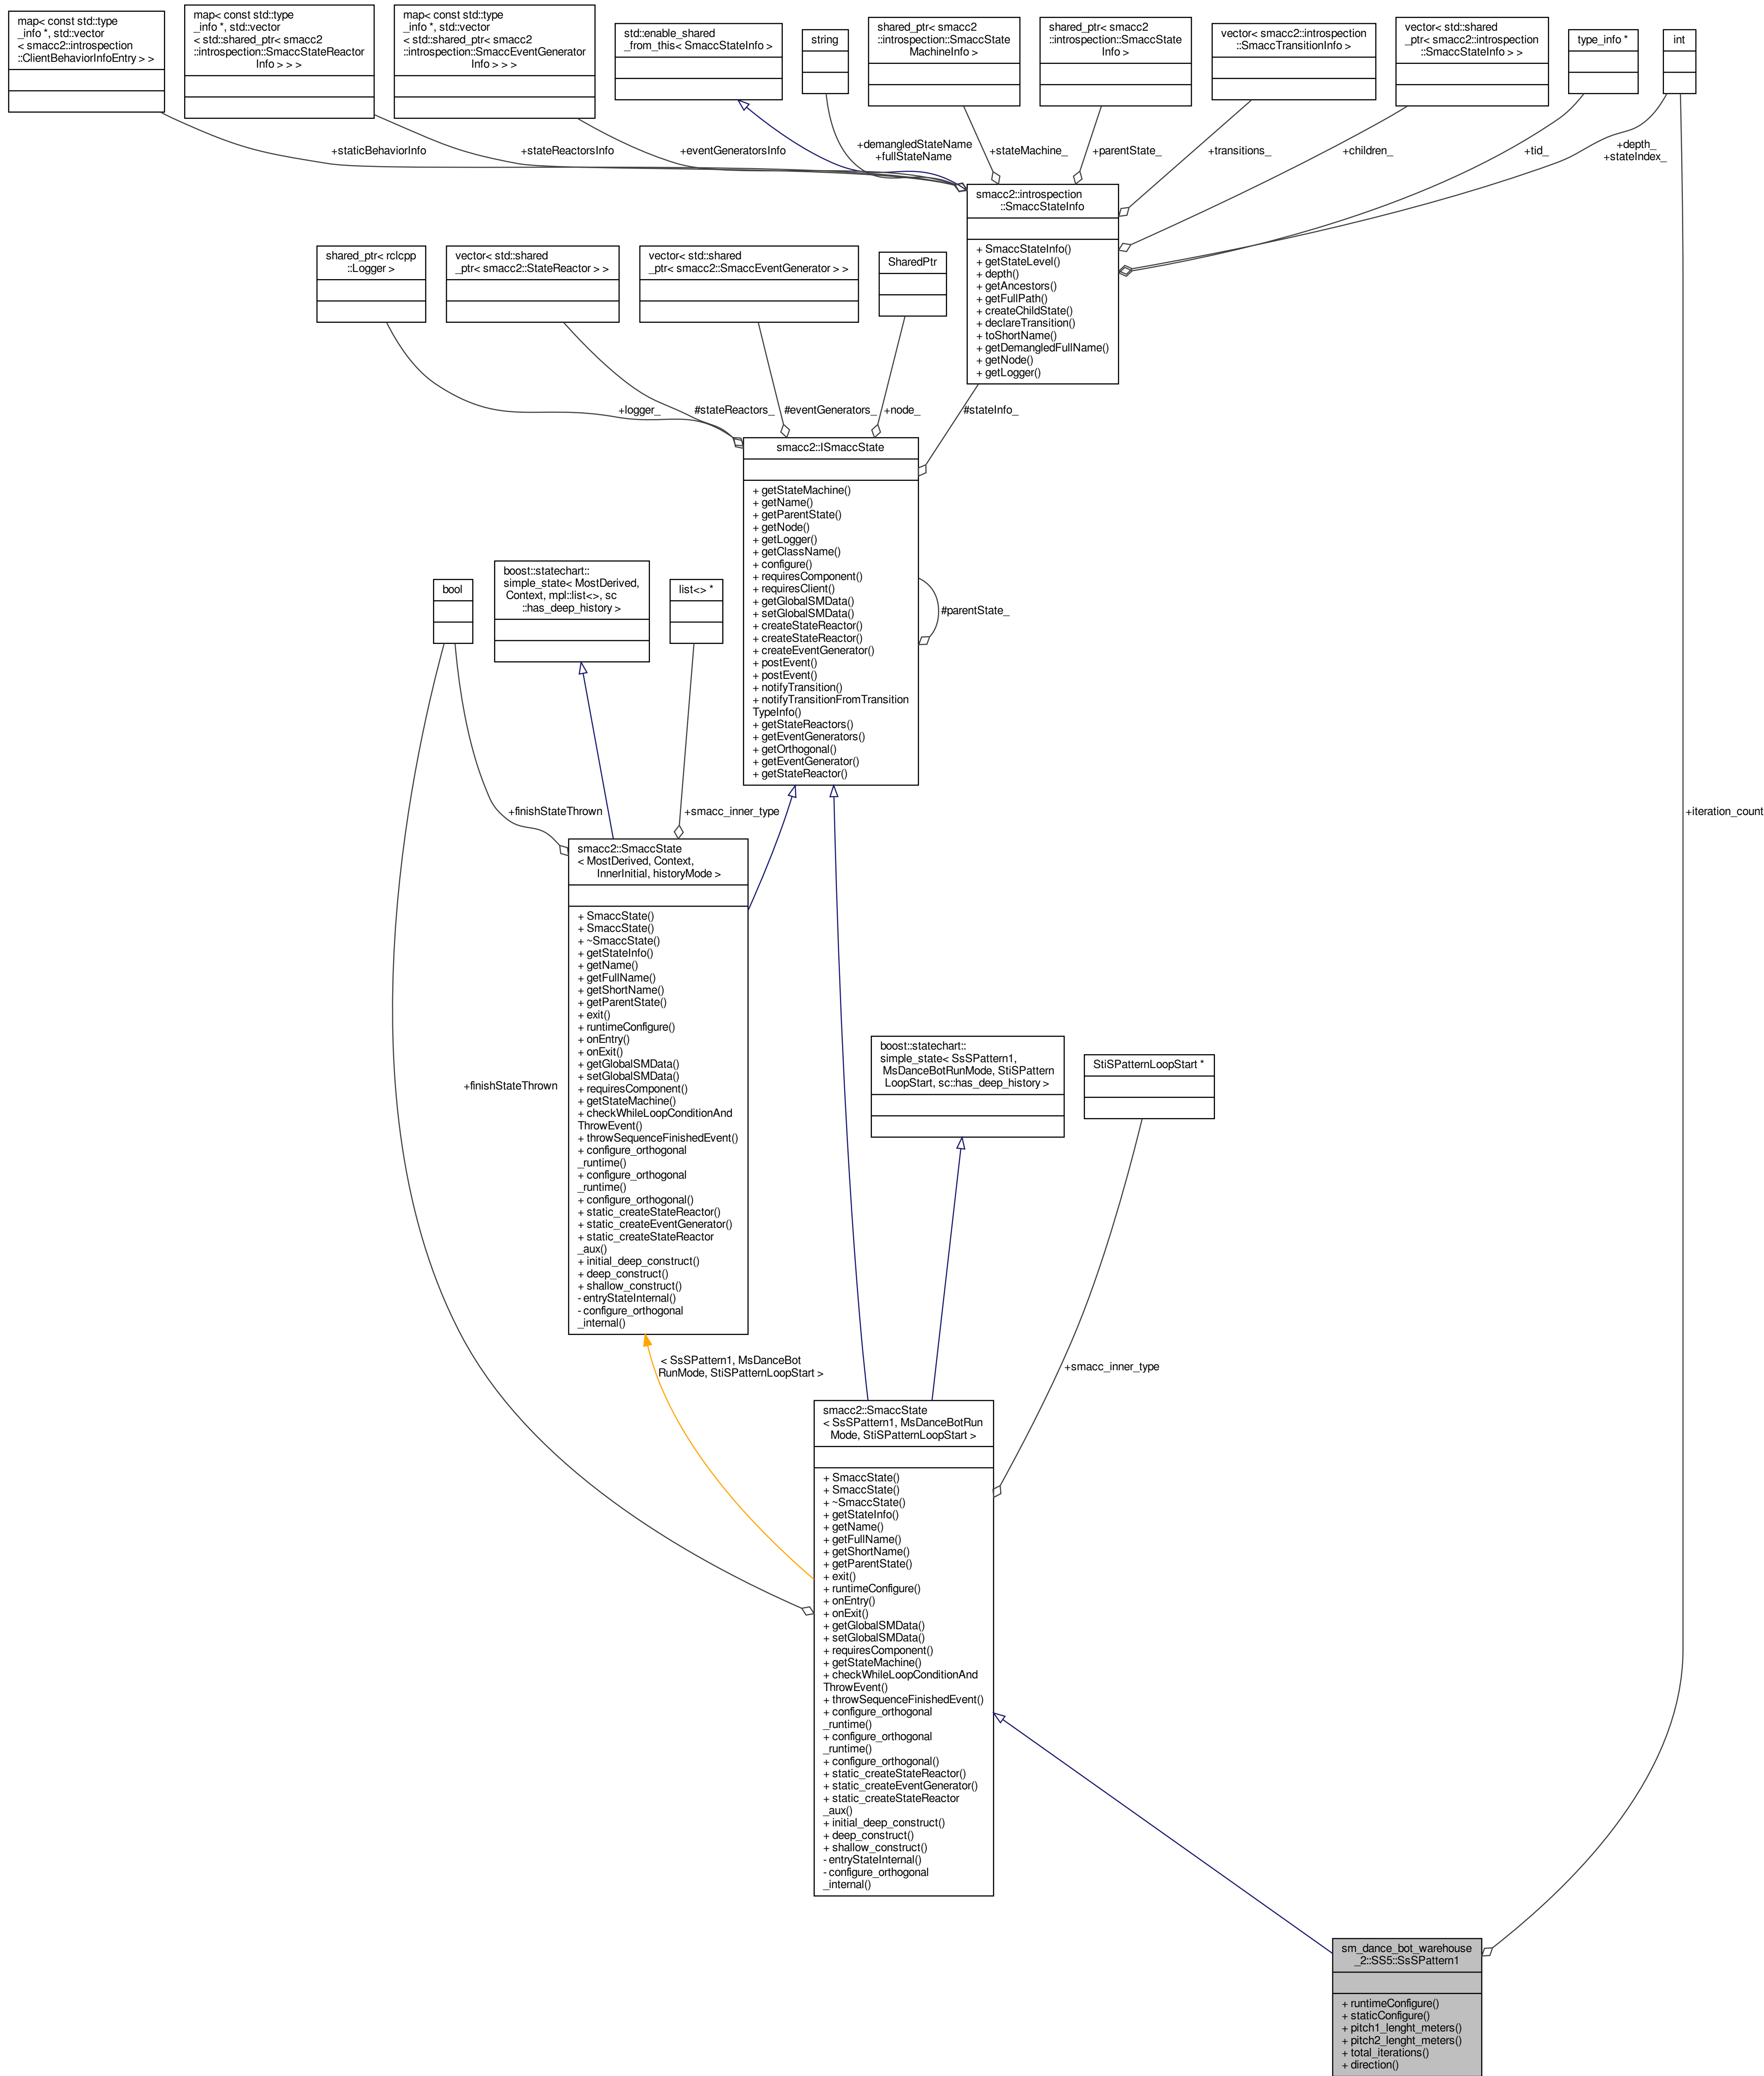 map< const std::type
_info *, std::vector
< smacc2::introspection
::ClientBehaviorInfoEntry > >
map< const std::type
_info *, std::vector
< std::shared_ptr< smacc2
::introspection::SmaccStateReactor
Info > > >
map< const std::type
_info *, std::vector
< std::shared_ptr< smacc2
::introspection::SmaccEventGenerator
Info > > >
std::enable_shared
_from_this< SmaccStateInfo >
string
shared_ptr< smacc2
::introspection::SmaccState
MachineInfo >
shared_ptr< smacc2
::introspection::SmaccState
Info >
vector< smacc2::introspection
::SmaccTransitionInfo >
vector< std::shared
_ptr< smacc2::introspection
::SmaccStateInfo > >
type_info *
int
+staticBehaviorInfo
+stateReactorsInfo
+eventGeneratorsInfo
+demangledStateName
+fullStateName
+stateMachine_
+parentState_
+transitions_
+children_
+tid_
+depth_
+stateIndex_
smacc2::introspection
::SmaccStateInfo
+ SmaccStateInfo()
+ getStateLevel()
+ depth()
+ getAncestors()
+ getFullPath()
+ createChildState()
+ declareTransition()
+ toShortName()
+ getDemangledFullName()
+ getNode()
+ getLogger()
shared_ptr< rclcpp
::Logger >
vector< std::shared
_ptr< smacc2::StateReactor > >
vector< std::shared
_ptr< smacc2::SmaccEventGenerator > >
SharedPtr
+logger_
#stateReactors_
#eventGenerators_
+node_
#stateInfo_
smacc2::ISmaccState
+ getStateMachine()
+ getName()
+ getParentState()
+ getNode()
+ getLogger()
+ getClassName()
+ configure()
+ requiresComponent()
+ requiresClient()
+ getGlobalSMData()
+ setGlobalSMData()
+ createStateReactor()
+ createStateReactor()
+ createEventGenerator()
+ postEvent()
+ postEvent()
+ notifyTransition()
+ notifyTransitionFromTransition
TypeInfo()
+ getStateReactors()
+ getEventGenerators()
+ getOrthogonal()
+ getEventGenerator()
+ getStateReactor()
#parentState_
bool
boost::statechart::
simple_state< MostDerived,
Context, mpl::list<>, sc
::has_deep_history >
list<> *
+finishStateThrown
+smacc_inner_type
+iteration_count
smacc2::SmaccState
< MostDerived, Context,
InnerInitial, historyMode >
+ SmaccState()
+ SmaccState()
+ ~SmaccState()
+ getStateInfo()
+ getName()
+ getFullName()
+ getShortName()
+ getParentState()
+ exit()
+ runtimeConfigure()
+ onEntry()
+ onExit()
+ getGlobalSMData()
+ setGlobalSMData()
+ requiresComponent()
+ getStateMachine()
+ checkWhileLoopConditionAnd
ThrowEvent()
+ throwSequenceFinishedEvent()
+ configure_orthogonal
_runtime()
+ configure_orthogonal
_runtime()
+ configure_orthogonal()
+ static_createStateReactor()
+ static_createEventGenerator()
+ static_createStateReactor
_aux()
+ initial_deep_construct()
+ deep_construct()
+ shallow_construct()
- entryStateInternal()
- configure_orthogonal
_internal()
+finishStateThrown
boost::statechart::
simple_state< SsSPattern1,
MsDanceBotRunMode, StiSPattern
LoopStart, sc::has_deep_history >
StiSPatternLoopStart *
< SsSPattern1, MsDanceBot
RunMode, StiSPatternLoopStart >
+smacc_inner_type
smacc2::SmaccState
< SsSPattern1, MsDanceBotRun
Mode, StiSPatternLoopStart >
+ SmaccState()
+ SmaccState()
+ ~SmaccState()
+ getStateInfo()
+ getName()
+ getFullName()
+ getShortName()
+ getParentState()
+ exit()
+ runtimeConfigure()
+ onEntry()
+ onExit()
+ getGlobalSMData()
+ setGlobalSMData()
+ requiresComponent()
+ getStateMachine()
+ checkWhileLoopConditionAnd
ThrowEvent()
+ throwSequenceFinishedEvent()
+ configure_orthogonal
_runtime()
+ configure_orthogonal
_runtime()
+ configure_orthogonal()
+ static_createStateReactor()
+ static_createEventGenerator()
+ static_createStateReactor
_aux()
+ initial_deep_construct()
+ deep_construct()
+ shallow_construct()
- entryStateInternal()
- configure_orthogonal
_internal()
sm_dance_bot_warehouse
_2::SS5::SsSPattern1
+ runtimeConfigure()
+ staticConfigure()
+ pitch1_lenght_meters()
+ pitch2_lenght_meters()
+ total_iterations()
+ direction()